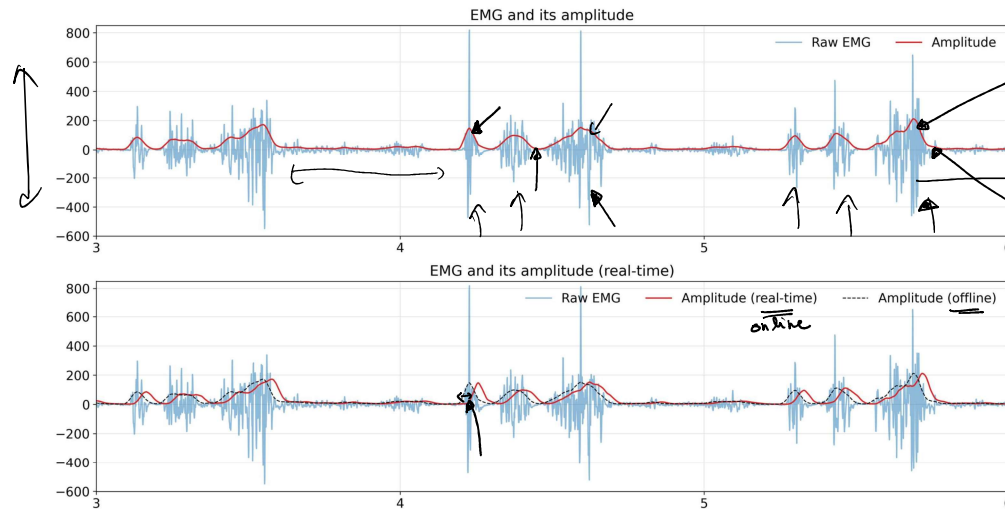 EMG and its amplitude
Raw EMG Amplitude
800
600
400
200
0
−200
−400
−600
3 4 5
EMG and its amplitude (real-time)
Raw EMG Amplitude (real-time) Amplitude (offline)
online
800
600
400
200
0
−200
−400
−600
3 4 5